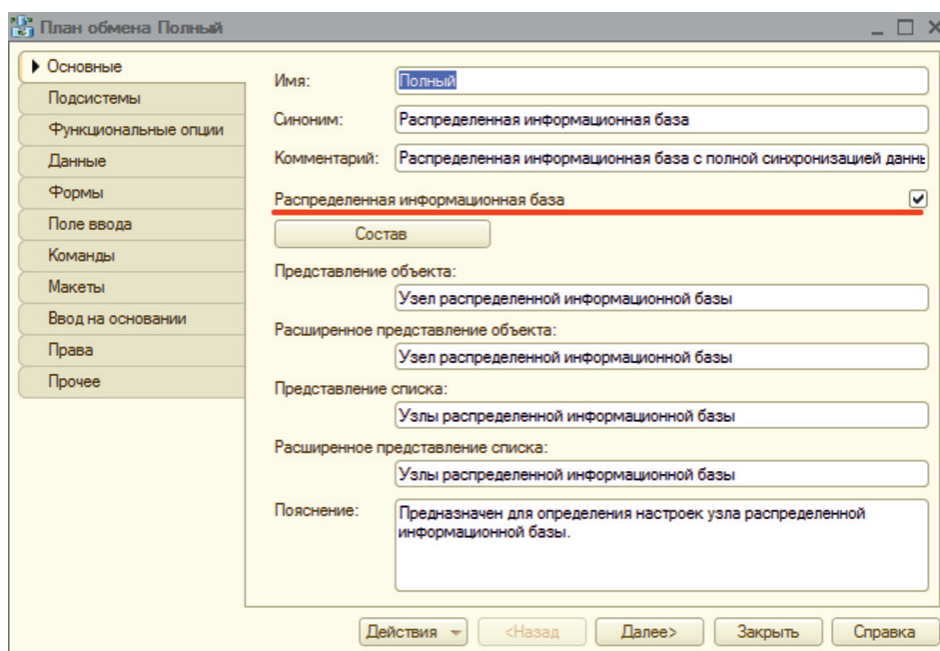 План обмена Полный
Основные
Подсистемы
Функциональные опции
Данные
Формы
Поле ввода
Команды
Макеты
Ввод на основании
Права
Прочее
Имя: Полный
Синоним: Распределенная информационная база
Комментарий: Распределенная информационная база с полной синхронизацией данны
Распределенная информационная база
Состав
Представление объекта:
Узел распределенной информационной базы
Расширенное представление объекта:
Узел распределенной информационной базы
Представление списка:
Узлы распределенной информационной базы
Расширенное представление списка:
Узлы распределенной информационной базы
Пояснение: Предназначен для определения настроек узла распределенной
информационной базы.
Действия <Назад Далее> Закрыть Справка